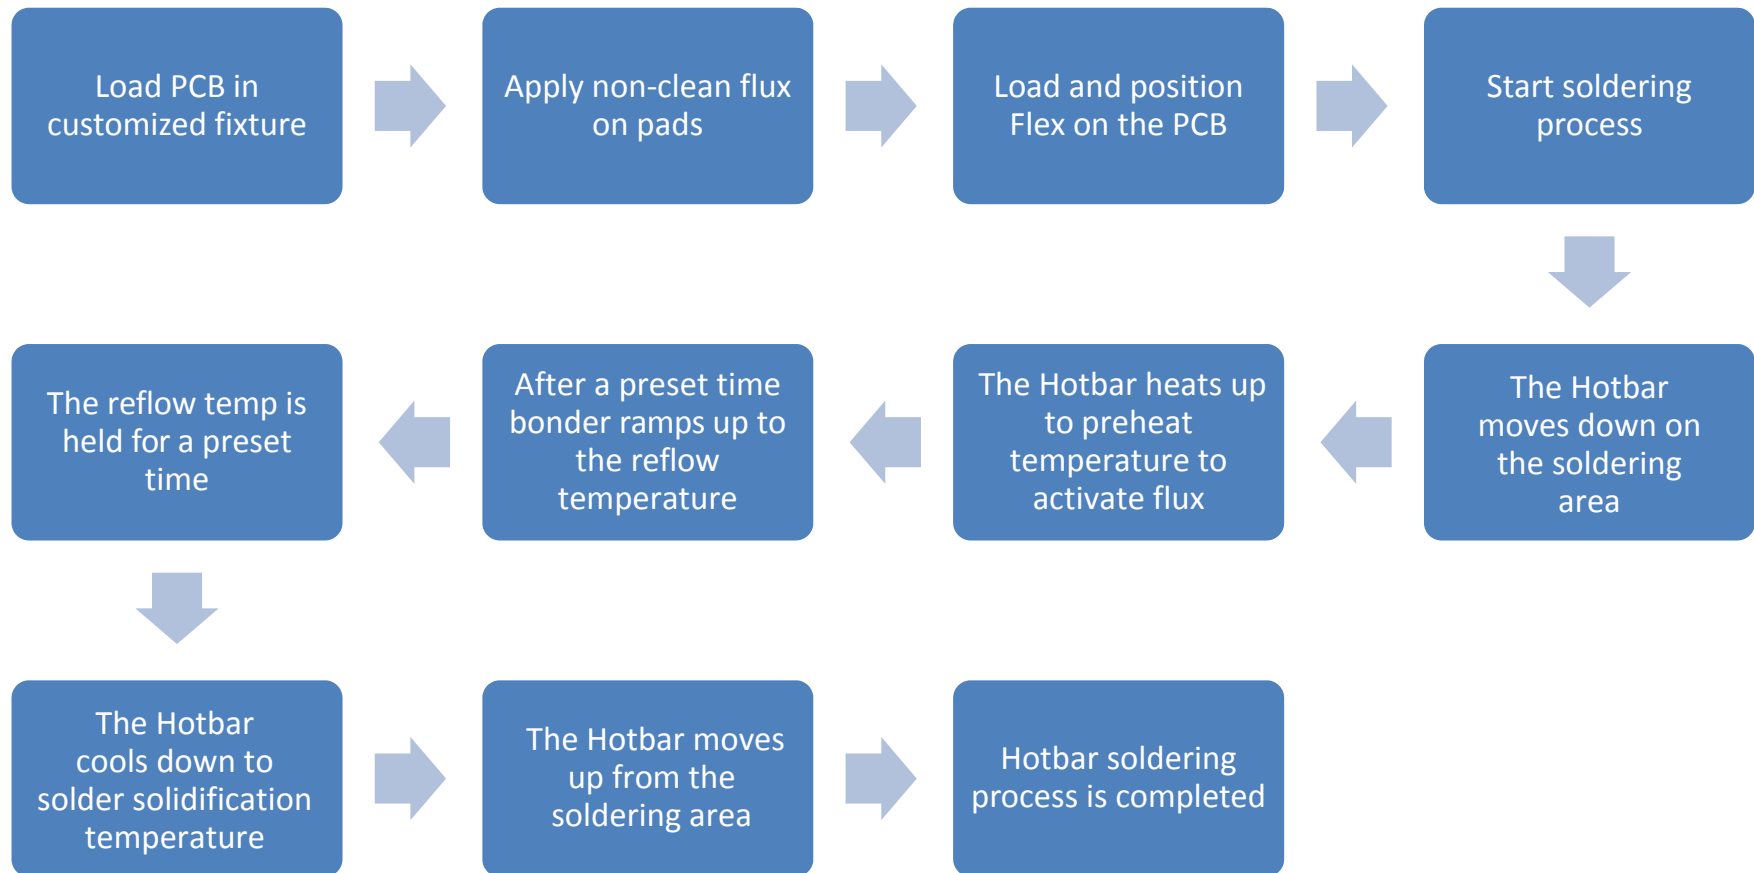 Load PCB in
customized fixture
Apply non-clean flux
on pads
Load and position
Flex on the PCB
Start soldering
process
The Hotbar
moves down on
the soldering
area
The Hotbar heats up
to preheat
temperature to
activate flux
After a preset time
bonder ramps up to
the reflow
temperature
The reflow temp is
held for a preset
time
The Hotbar
cools down to
solder solidification
temperature
The Hotbar moves
up from the
soldering area
Hotbar soldering
process is completed